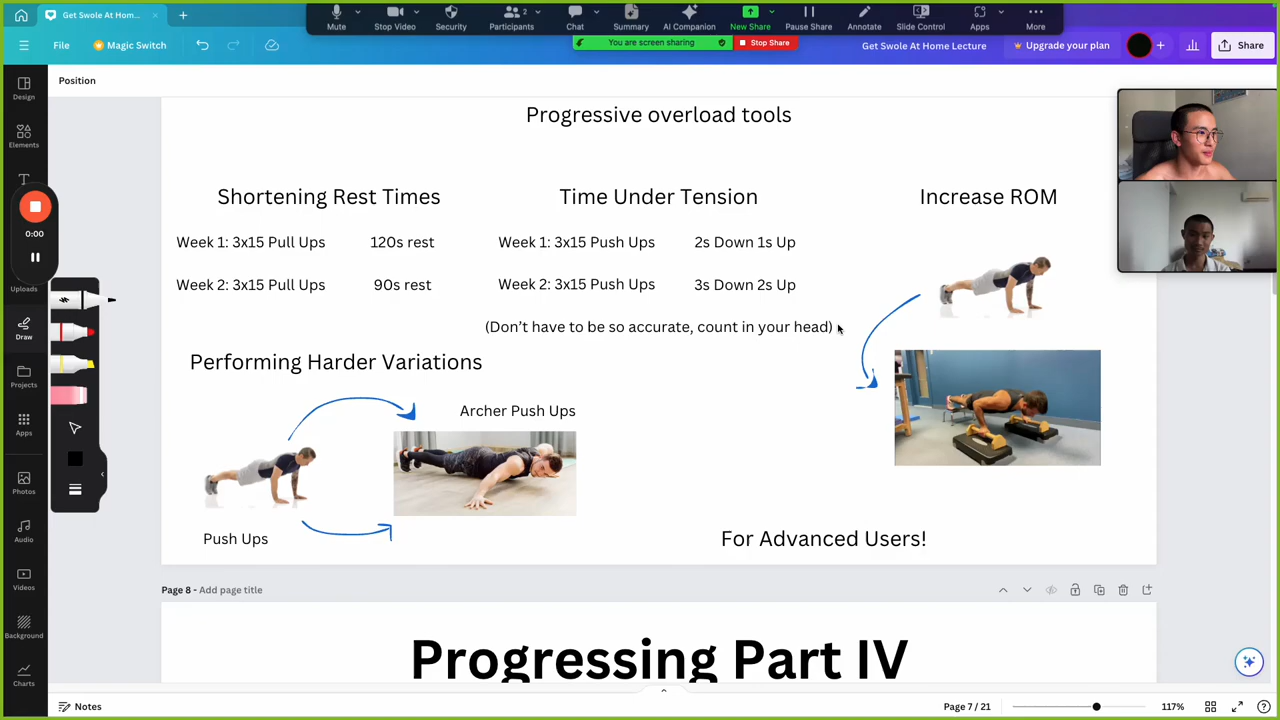 Get Swole At Home...
Mute
Stop Video
Security
Participants
2
Chat
Summary
AI Companion
New Share
Pause Share
Annotate
Slide Control
Apps
More
You are screen sharing
Stop Share
File
Magic Switch
Get Swole At Home Lecture
Upgrade your plan
Share
Position
Design
Elements
Uploads
Draw
Projects
Apps
Photos
Audio
Videos
Background
Charts
0:00
Progressive overload tools
Shortening Rest Times
Week 1: 3x15 Pull Ups 120s rest
Week 2: 3x15 Pull Ups 90s rest
Time Under Tension
Week 1: 3x15 Push Ups 2s Down 1s Up
Week 2: 3x15 Push Ups 3s Down 2s Up
(Don't have to be so accurate, count in your head)
Increase ROM
Performing Harder Variations
Archer Push Ups
Push Ups
For Advanced Users!
Page 8 - Add page title
Progressing Part IV
Notes
Page 7 / 21
117%